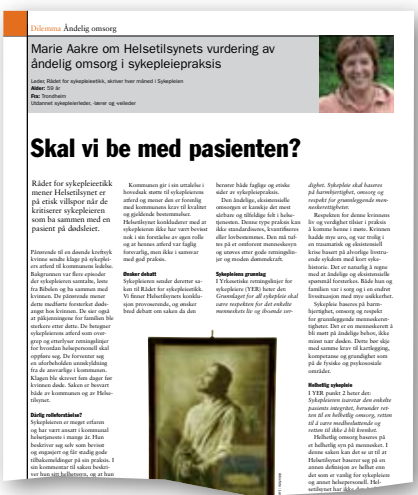 Dilemma Åndelig omsorg
Marie Aakre om Helsetilsynets vurdering av
åndelig omsorg i sykepleiepraksis
Leder, Rådet for sykepleieetikk, skriver hver måned i Sykepleien
Alder: 59 år
Fra: Trondheim
Utdannet sykepleierleder, -lærer og veileder
Skal vi be med pasienten?
Rådet for sykepleieetikk
mener Helsetilsynet er
på etisk villspor når de
kritiserer sykepleieren
som ba sammen med en
pasient på dødsleiet.
Pårørende til en døende kreftsyk
kvinne sendte klage på sykeplei-
ers atferd til kommunens ledelse.
Bakgrunnen var flere episoder
der sykepleieren samtalte, leste
fra Bibelen og ba sammen med
kvinnen. De pårørende mener
dette medførte forsterket døds-
angst hos kvinnen. De sier også
at påkjenningene for familien ble
sterkere etter dette. De betegner
sykepleierens atferd som over-
grep og etterlyser retningslinjer
for hvordan helsepersonell skal
oppføre seg. De forventer seg
en uforbeholden unnskyldning
fra de ansvarlige i kommunen.
Klagen ble skrevet fem dager før
kvinnen døde. Saken er besvart
både av kommunen og av Helse-
tilsynet.
Dårlig rolleforståelse?
Sykepleieren er meget erfaren
og har vært ansatt i kommunal
helsetjeneste i mange år. Hun
beskriver seg selv som bevisst
og engasjert og får stadig gode
tilbakemeldinger på sin praksis. I
sin kommentar til saken beskri-
ver hun sitt helhetssyn, og at hun
Kommunen gir i sin uttalelse i
hovedsak støtte til sykepleierens
atferd og mener den er forenlig
med kommunens krav til kvalitet
og gjeldende bestemmelser.
Helsetilsynet konkluderer med at
sykepleieren ikke har vært bevisst
nok i sin forståelse av egen rolle
og at hennes atferd var faglig
forsvarlig, men ikke i samsvar
med god praksis.
Ønsker debatt
Sykepleieren sender deretter sa-
ken til Rådet for sykepleieetikk.
Vi finner Helsetilsynets konklu-
sjon provoserende, og ønsker
bred debatt om saken da den
berører både faglige og etiske
sider av sykepleiepraksis.
Den åndelige, eksistensielle
omsorgen er kanskje det mest
sårbare og tilfeldige felt i helse-
tjenesten. Denne type praksis kan
ikke standardiseres, kvantifiseres
eller lovbestemmes. Den må tuf-
tes på et omforent menneskesyn
og utøves etter gode retningslin-
jer og moden dømmekraft.
Sykepleiens grunnlag
I Yrkesetiske retningslinjer for
sykepleiere (YER) heter det:
Grunnlaget for all sykepleie skal
være respekten for det enkelte
menneskets liv og iboende ver-
dighet. Sykepleie skal baseres
på barmhjertighet, omsorg og
respekt for grunnleggende men-
neskerettigheter.
Respekten for denne kvinnens
liv og verdighet tilsier i praksis
å komme henne i møte. Kvinnen
hadde mye uro, og var trolig i
en traumatisk og eksistensiell
krise basert på alvorlige livstru-
ende sykdom med kort syke-
historie. Det er naturlig å regne
med at åndelige og eksistensielle
spørsmål forsterkes. Både hun og
familien var i sorg og i en endret
livssituasjon med mye usikkerhet.
Sykepleie baseres på barm-
hjertighet, omsorg og respekt
for grunnleggende menneskeret-
tigheter. Det er en menneskerett å
bli møtt på åndelige behov, ikke
minst nær døden. Dette bør skje
med samme krav til kartlegging,
kompetanse og grundighet som
på de fysiske og psykososiale
områder.
Helhetlig sykepleie
I YER punkt 2 heter det:
Sykepleieren ivaretar den enkelte
pasients integritet, herunder ret-
ten til en helhetlig omsorg, retten
til å være medbesluttende og
retten til ikke å bli krenket.
Helhetlig omsorg baseres på
et helhetlig syn på mennesket. I
denne saken kan det se ut til at
Helsetilsynet baserer seg på en
annen definisjon av helhet enn
det som er vanlig for sykepleiere
og annet helsepersonell. Hel-
setilsynet har ikke